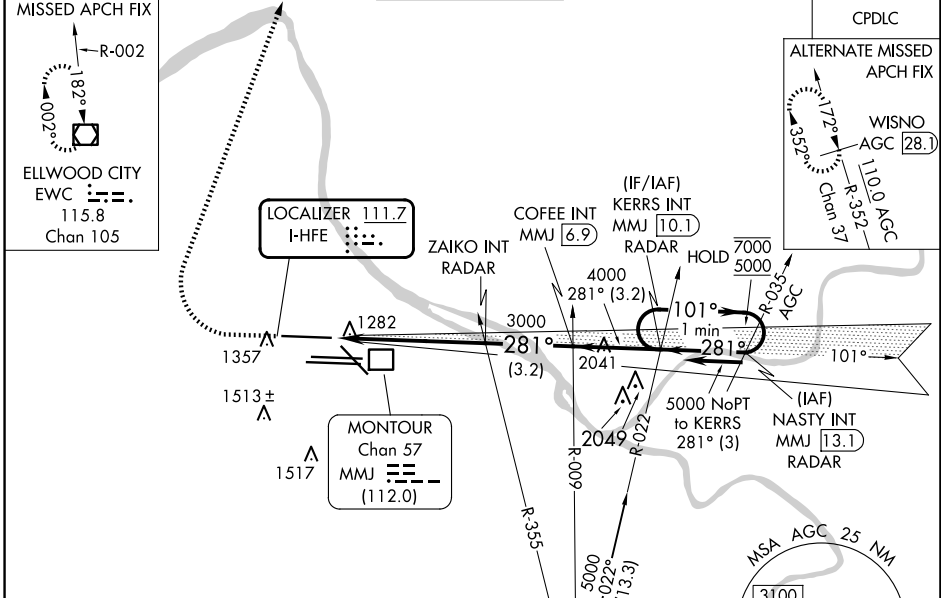 MISSED APCH FIX
R-002
182°
002°
ELLWOOD CITY
EWC
115.8
Chan 105
CPDLC
ALTERNATE MISSED
APCH FIX
172°
352°
WISNO
AGC 28.1
110.0 AGC
R-352
Chan 37
LOCALIZER 111.7
I-HFE
ZAIKO INT
RADAR
COFEE INT
MMJ 6.9
(IF/IAF)
KERRS INT
MMJ 10.1
RADAR
HOLD 7000
5000
R-035
AGC
4000
281° (3.2)
101°
1 min
281°
3000
281°
(3.2)
1282
1357
1513±
1517
2041
2049
101°
5000 NoPT
to KERRS
281° (3)
(IAF)
NASTY INT
MMJ 13.1
RADAR
MONTOUR
Chan 57
MMJ
(112.0)
R-022
R-009
R-355
5000
022°
(13.3)
MSA AGC 25 NM
3100